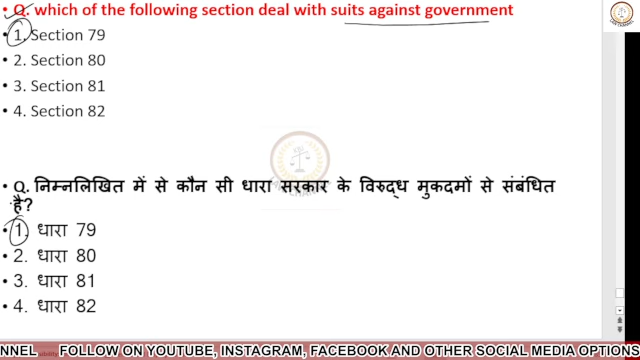 • Q. which of the following section deal with suits against government
• 1. Section 79
• 2. Section 80
• 3. Section 81
• 4. Section 82
• Q. निम्नलिखित में से कौन सी धारा सरकार के विरुद्ध मुकदमों से संबंधित
है?
• 1. धारा 79
• 2. धारा 80
• 3. धारा 81
• 4. धारा 82
NNEL FOLLOW ON YOUTUBE, INSTAGRAM, FACEBOOK AND OTHER SOCIAL MEDIA OPTIONS